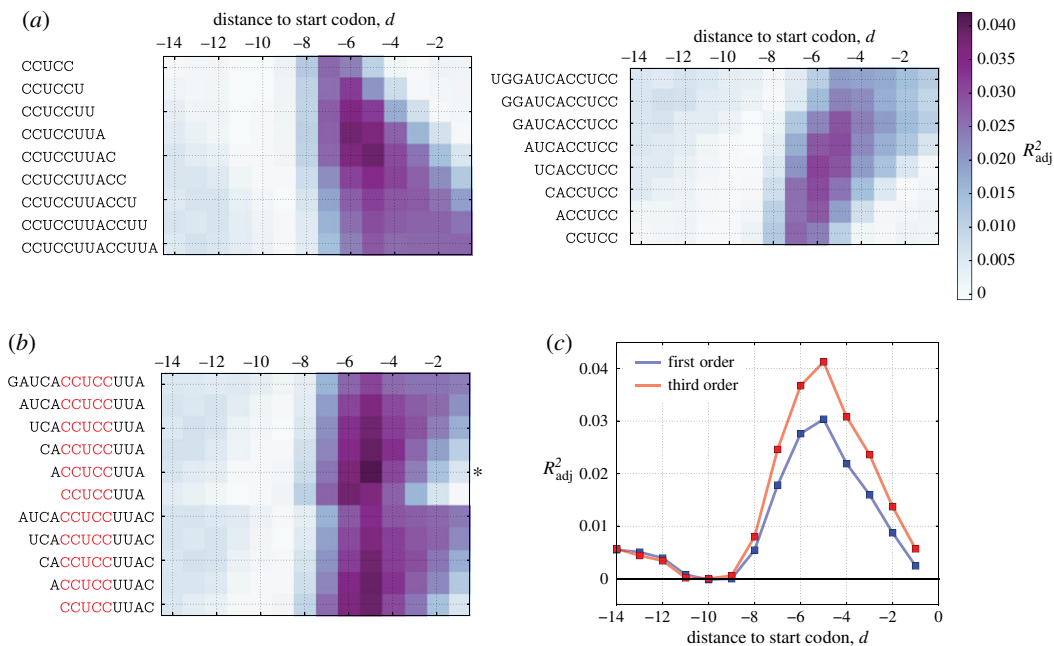 (a)
distance to start codon, d
−14 −12 −10 −8 −6 −4 −2
CCUCC
CCUCCU
CCUCCUU
CCUCCUUA
CCUCCUUAC
CCUCCUUACC
CCUCCUUACCU
CCUCCUUACCUU
CCUCCUUACCUUA
distance to start codon, d
−14 −12 −10 −8 −6 −4 −2
UGGAUCACCUCC
GGAUCACCUCC
GAUCACCUCC
AUCACCUCC
UCACCUCC
CACCUCC
ACCUCC
CCUCC
0.040
0.035
0.030
0.025
0.020
0.015
0.010
0.005
0
R²adj
(b)
−14 −12 −10 −8 −6 −4 −2
GAUCACCUCCUUA
AUCACCUCCUUA
UCACCUCCUUA
CACCUCCUUA
ACCUCCUUA *
CCUCCUUA
AUCACCUCCUUAC
UCACCUCCUUAC
CACCUCCUUAC
ACCUCCUUAC
CCUCCUUAC
(c)
first order
third order
0.04
0.03
0.02
0.01
0
R²adj
−14 −12 −10 −8 −6 −4 −2 0
distance to start codon, d